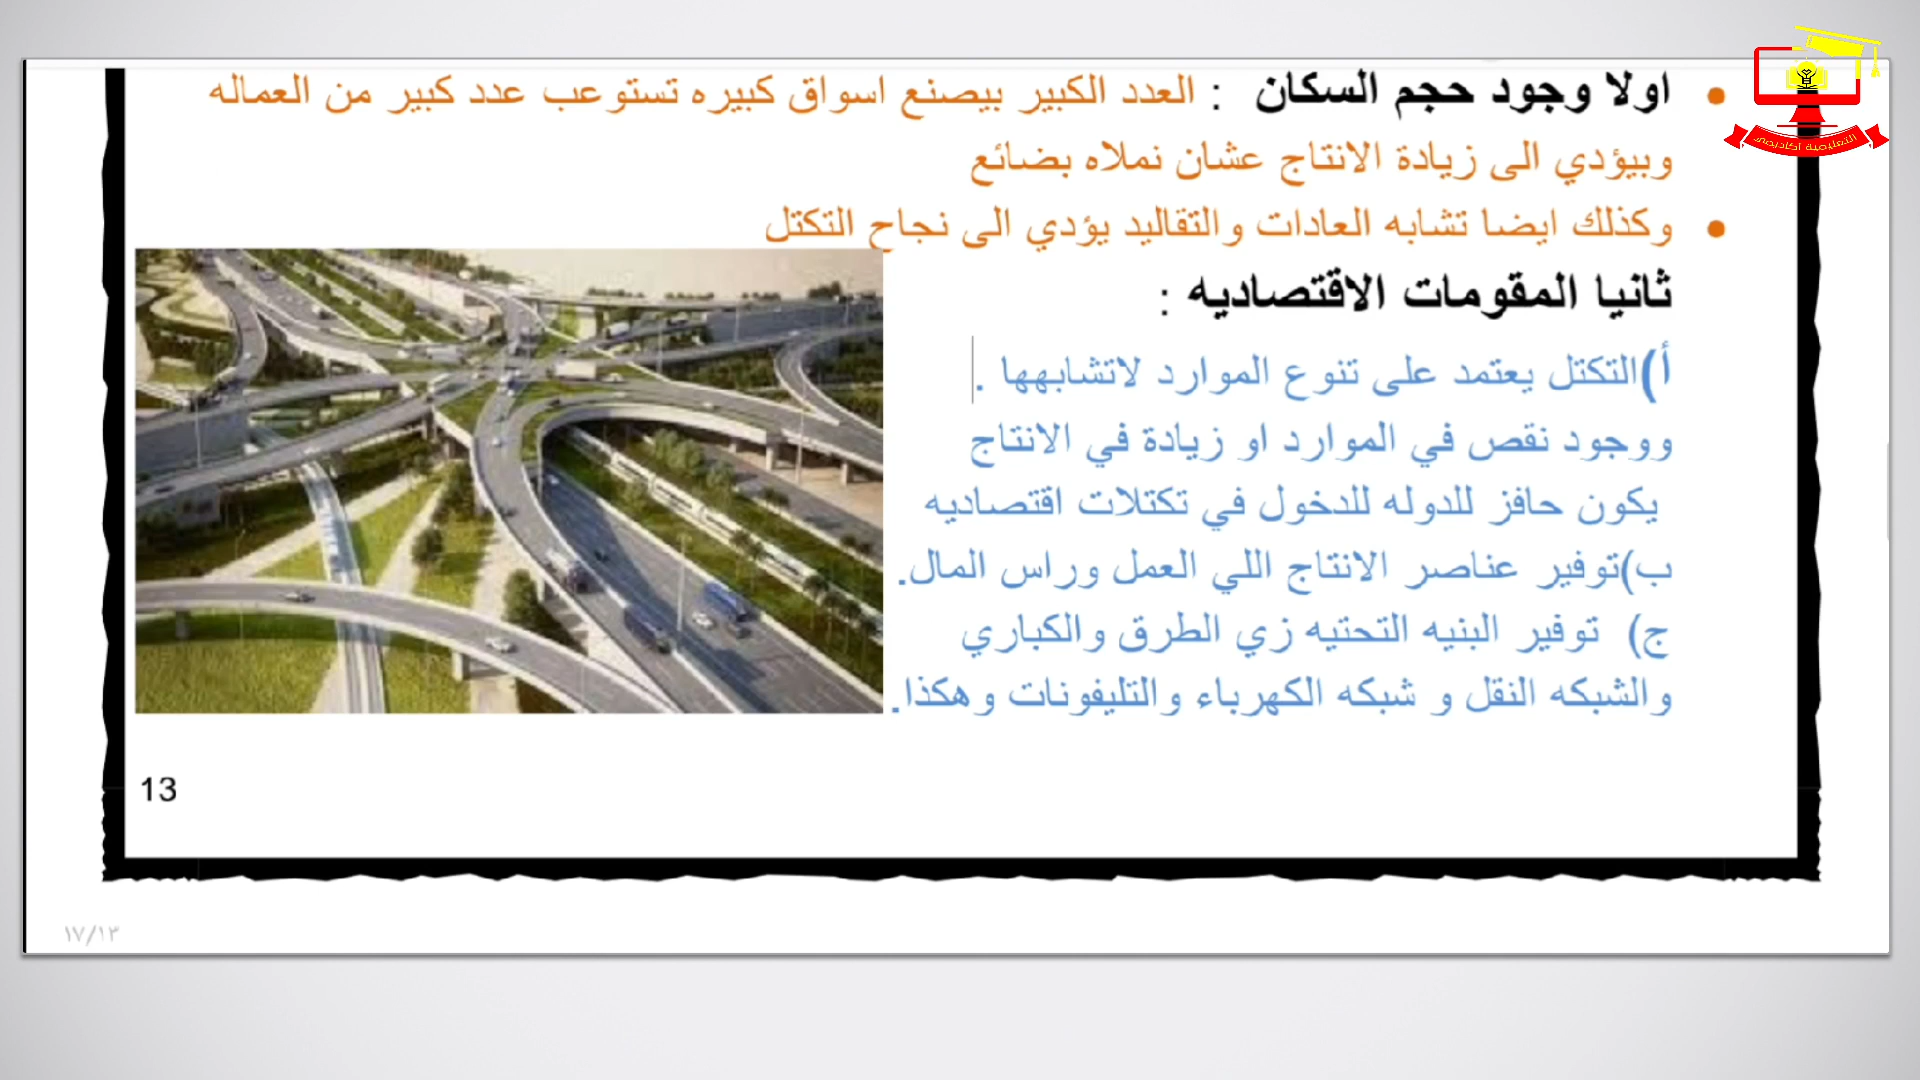 اولا وجود حجم السكان : العدد الكبير بيصنع اسواق كبيره تستوعب عدد كبير من العماله
وبيؤدي الى زيادة الانتاج عشان نملاه بضائع
وكذلك ايضا تشابه العادات والتقاليد يؤدي الى نجاح التكتل
ثانيا المقومات الاقتصاديه :
أ)التكتل يعتمد على تنوع الموارد لاتشابهها .
ووجود نقص في الموارد او زيادة في الانتاج
يكون حافز للدوله للدخول في تكتلات اقتصاديه
ب)توفير عناصر الانتاج اللي العمل وراس المال.
ج) توفير البنيه التحتيه زي الطرق والكباري
والشبكه النقل و شبكه الكهرباء والتليفونات وهكذا.
13
١٧/١٣
التعليمية اكاديمي